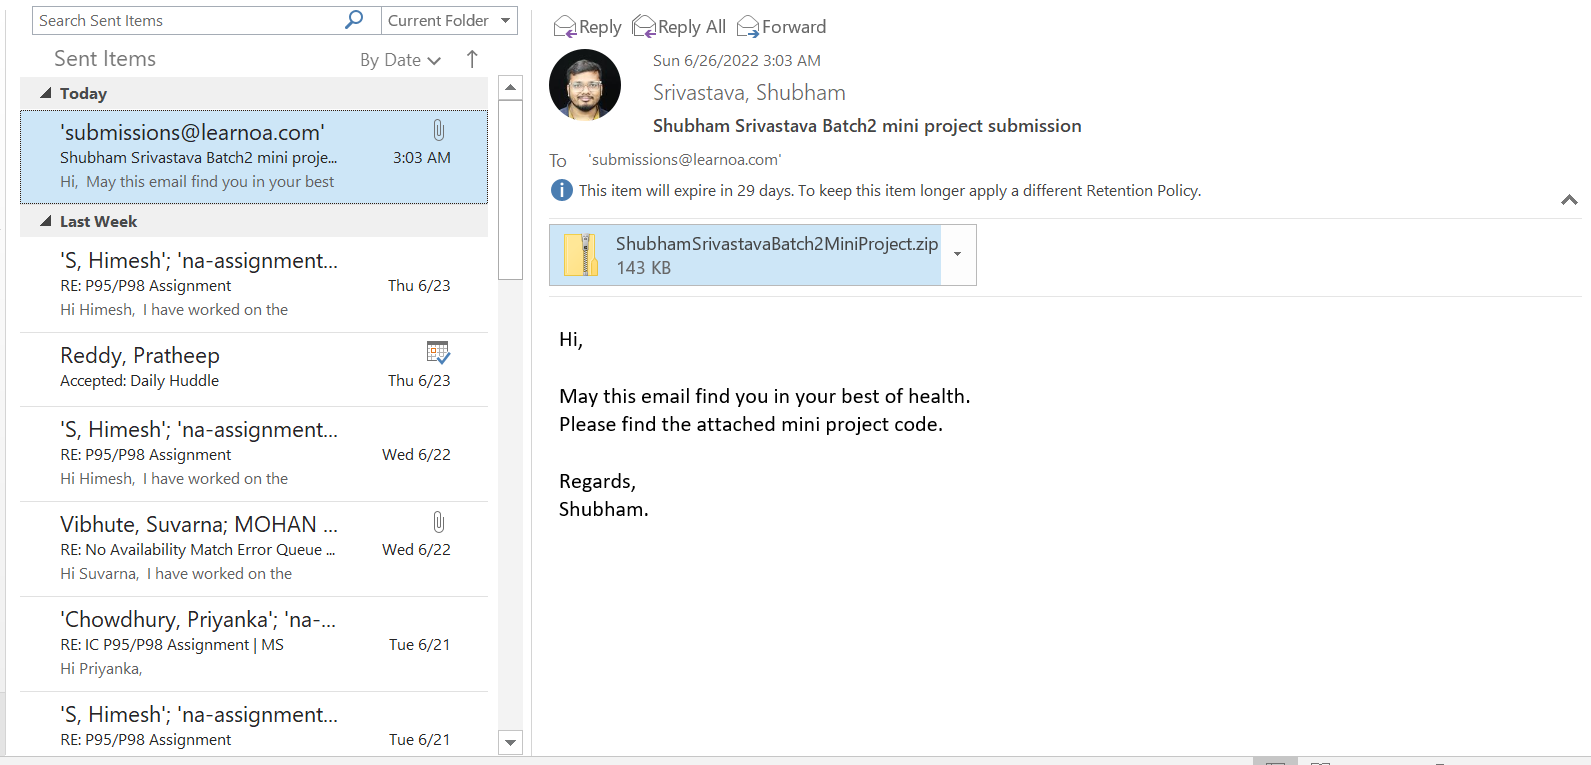 Search Sent Items
Current Folder
Sent Items
By Date
Today
'submissions@learnoa.com'
Shubham Srivastava Batch2 mini proje...
3:03 AM
Hi,  May this email find you in your best
Last Week
'S, Himesh'; 'na-assignment...
RE: P95/P98 Assignment
Thu 6/23
Hi Himesh,  I have worked on the
Reddy, Pratheep
Accepted: Daily Huddle
Thu 6/23
'S, Himesh'; 'na-assignment...
RE: P95/P98 Assignment
Wed 6/22
Hi Himesh,  I have worked on the
Vibhute, Suvarna; MOHAN ...
RE: No Availability Match Error Queue ...
Wed 6/22
Hi Suvarna,  I have worked on the
'Chowdhury, Priyanka'; 'na-...
RE: IC P95/P98 Assignment | MS
Tue 6/21
Hi Priyanka,
'S, Himesh'; 'na-assignment...
RE: P95/P98 Assignment
Tue 6/21
Reply
Reply All
Forward
Sun 6/26/2022 3:03 AM
Srivastava, Shubham
Shubham Srivastava Batch2 mini project submission
To 'submissions@learnoa.com'
This item will expire in 29 days. To keep this item longer apply a different Retention Policy.
ShubhamSrivastavaBatch2MiniProject.zip
143 KB
Hi,
May this email find you in your best of health.
Please find the attached mini project code.
Regards,
Shubham.